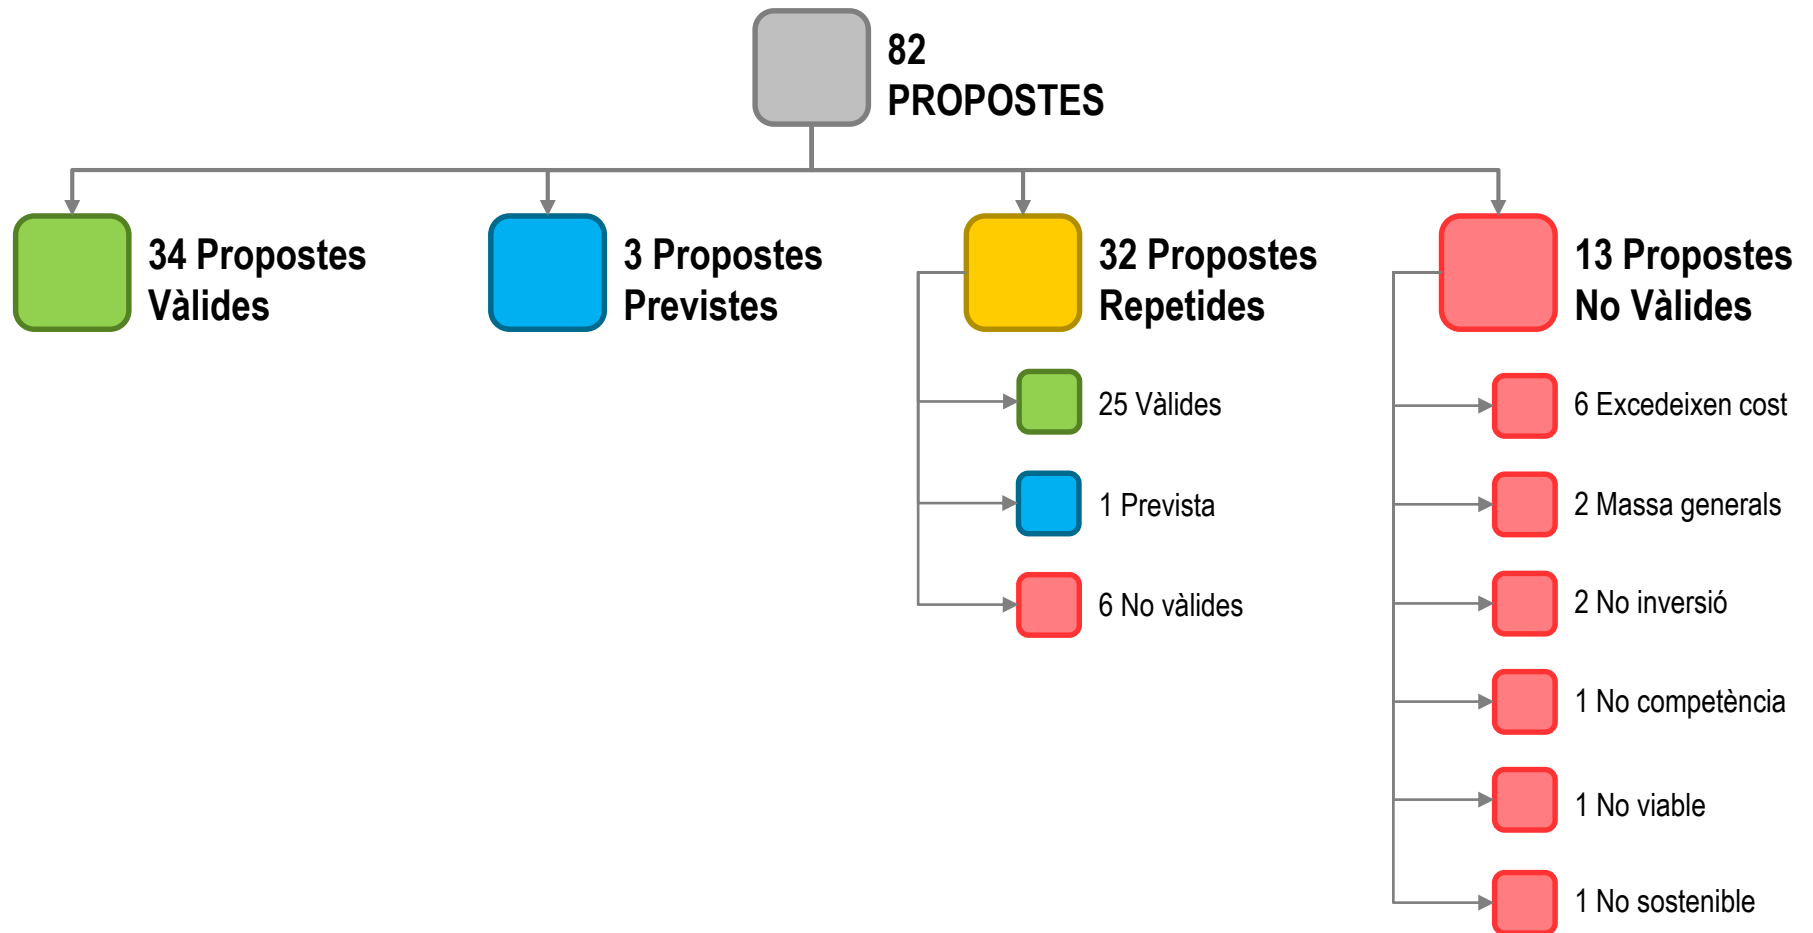 82
PROPOSTES
34 Propostes
Vàlides
3 Propostes
Previstes
32 Propostes
Repetides
13 Propostes
No Vàlides
25 Vàlides
1 Prevista
6 No vàlides
6 Excedeixen cost
2 Massa generals
2 No inversió
1 No competència
1 No viable
1 No sostenible